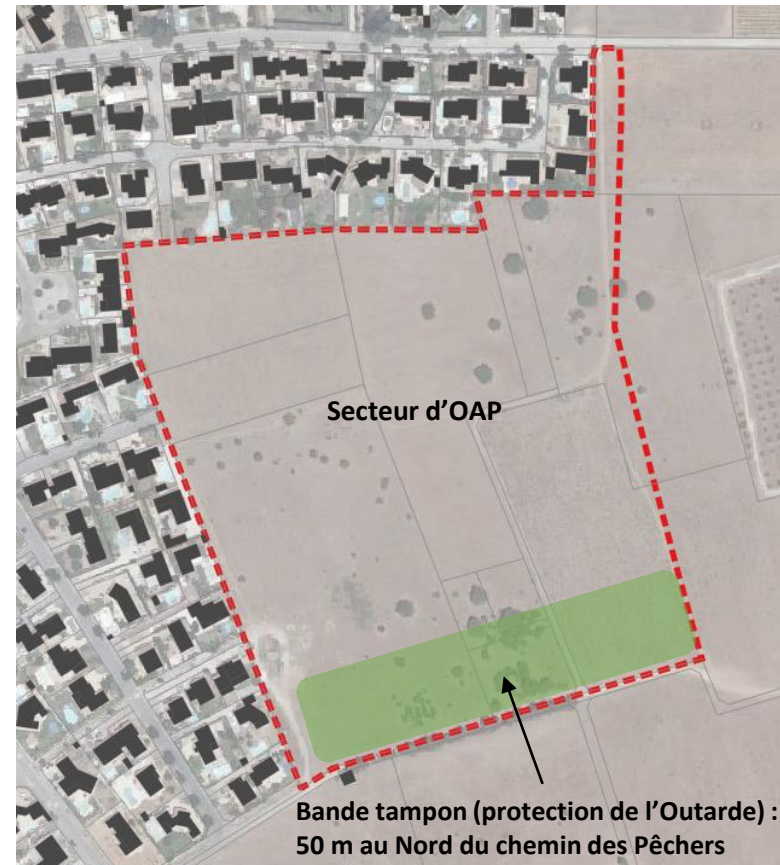 Secteur d’OAP
Bande tampon (protection de l’Outarde) :
50 m au Nord du chemin des Pêchers